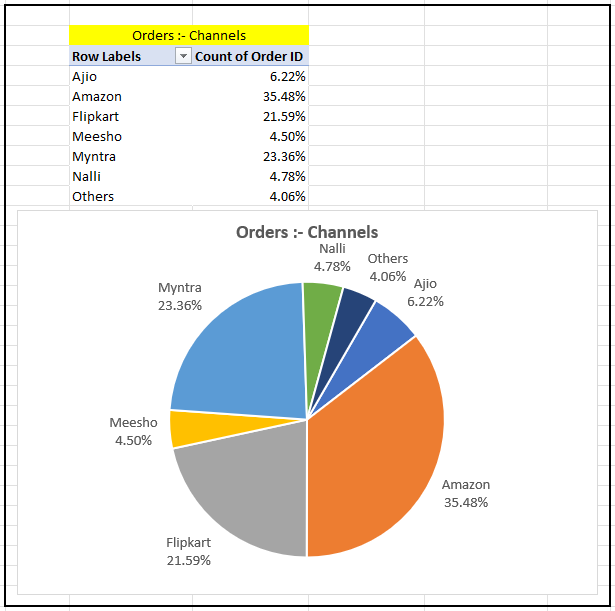 Orders :- Channels
Row Labels Count of Order ID
Ajio 6.22%
Amazon 35.48%
Flipkart 21.59%
Meesho 4.50%
Myntra 23.36%
Nalli 4.78%
Others 4.06%
Orders :- Channels
Nalli
4.78%
Others
4.06%
Ajio
6.22%
Myntra
23.36%
Meesho
4.50%
Amazon
35.48%
Flipkart
21.59%